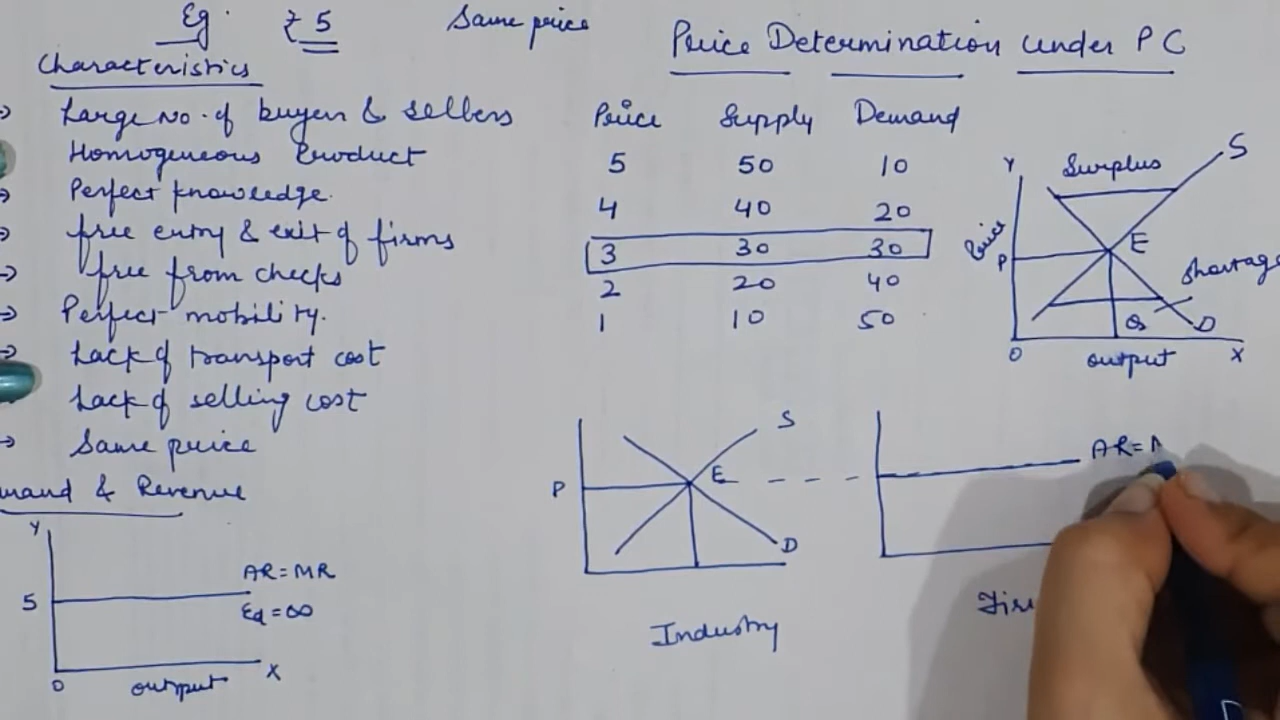 Eg. ₹ 5 Same price
Characteristics
Large No. of buyers & sellers
Homogeneous Product
Perfect knowledge.
free entry & exit of firms
free from checks
Perfect mobility.
Lack of transport cost
Lack of selling cost
Same price
mand & Revenue
Y
AR=MR
5
Ed = ∞
0 output X
Price Determination under PC
Price Supply Demand
5 50 10
4 40 20
3 30 30
2 20 40
1 10 50
Y Surplus S
Price
P E
Shortage
Q D
0 output X
S
P E
D
Industry
AR=